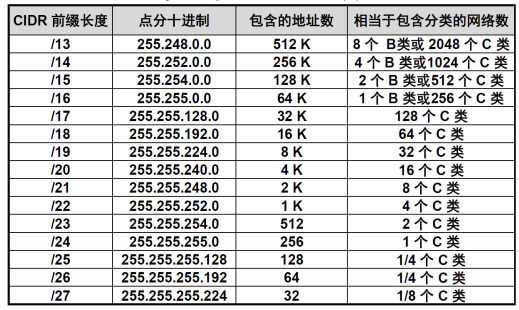 CIDR 前缀长度 点分十进制 包含的地址数 相当于包含分类的网络数
/13 255.248.0.0 512 K 8 个 B类或 2048 个 C 类
/14 255.252.0.0 256 K 4 个 B 类或1024 个 C 类
/15 255.254.0.0 128 K 2 个 B 类或512 个 C 类
/16 255.255.0.0 64 K 1 个 B 类或256 个 C 类
/17 255.255.128.0 32 K 128 个 C 类
/18 255.255.192.0 16 K 64 个 C 类
/19 255.255.224.0 8 K 32 个 C 类
/20 255.255.240.0 4 K 16 个 C 类
/21 255.255.248.0 2 K 8 个 C 类
/22 255.255.252.0 1 K 4 个 C 类
/23 255.255.254.0 512 2 个 C 类
/24 255.255.255.0 256 1 个 C 类
/25 255.255.255.128 128 1/4 个 C 类
/26 255.255.255.192 64 1/4 个 C 类
/27 255.255.255.224 32 1/8 个 C 类